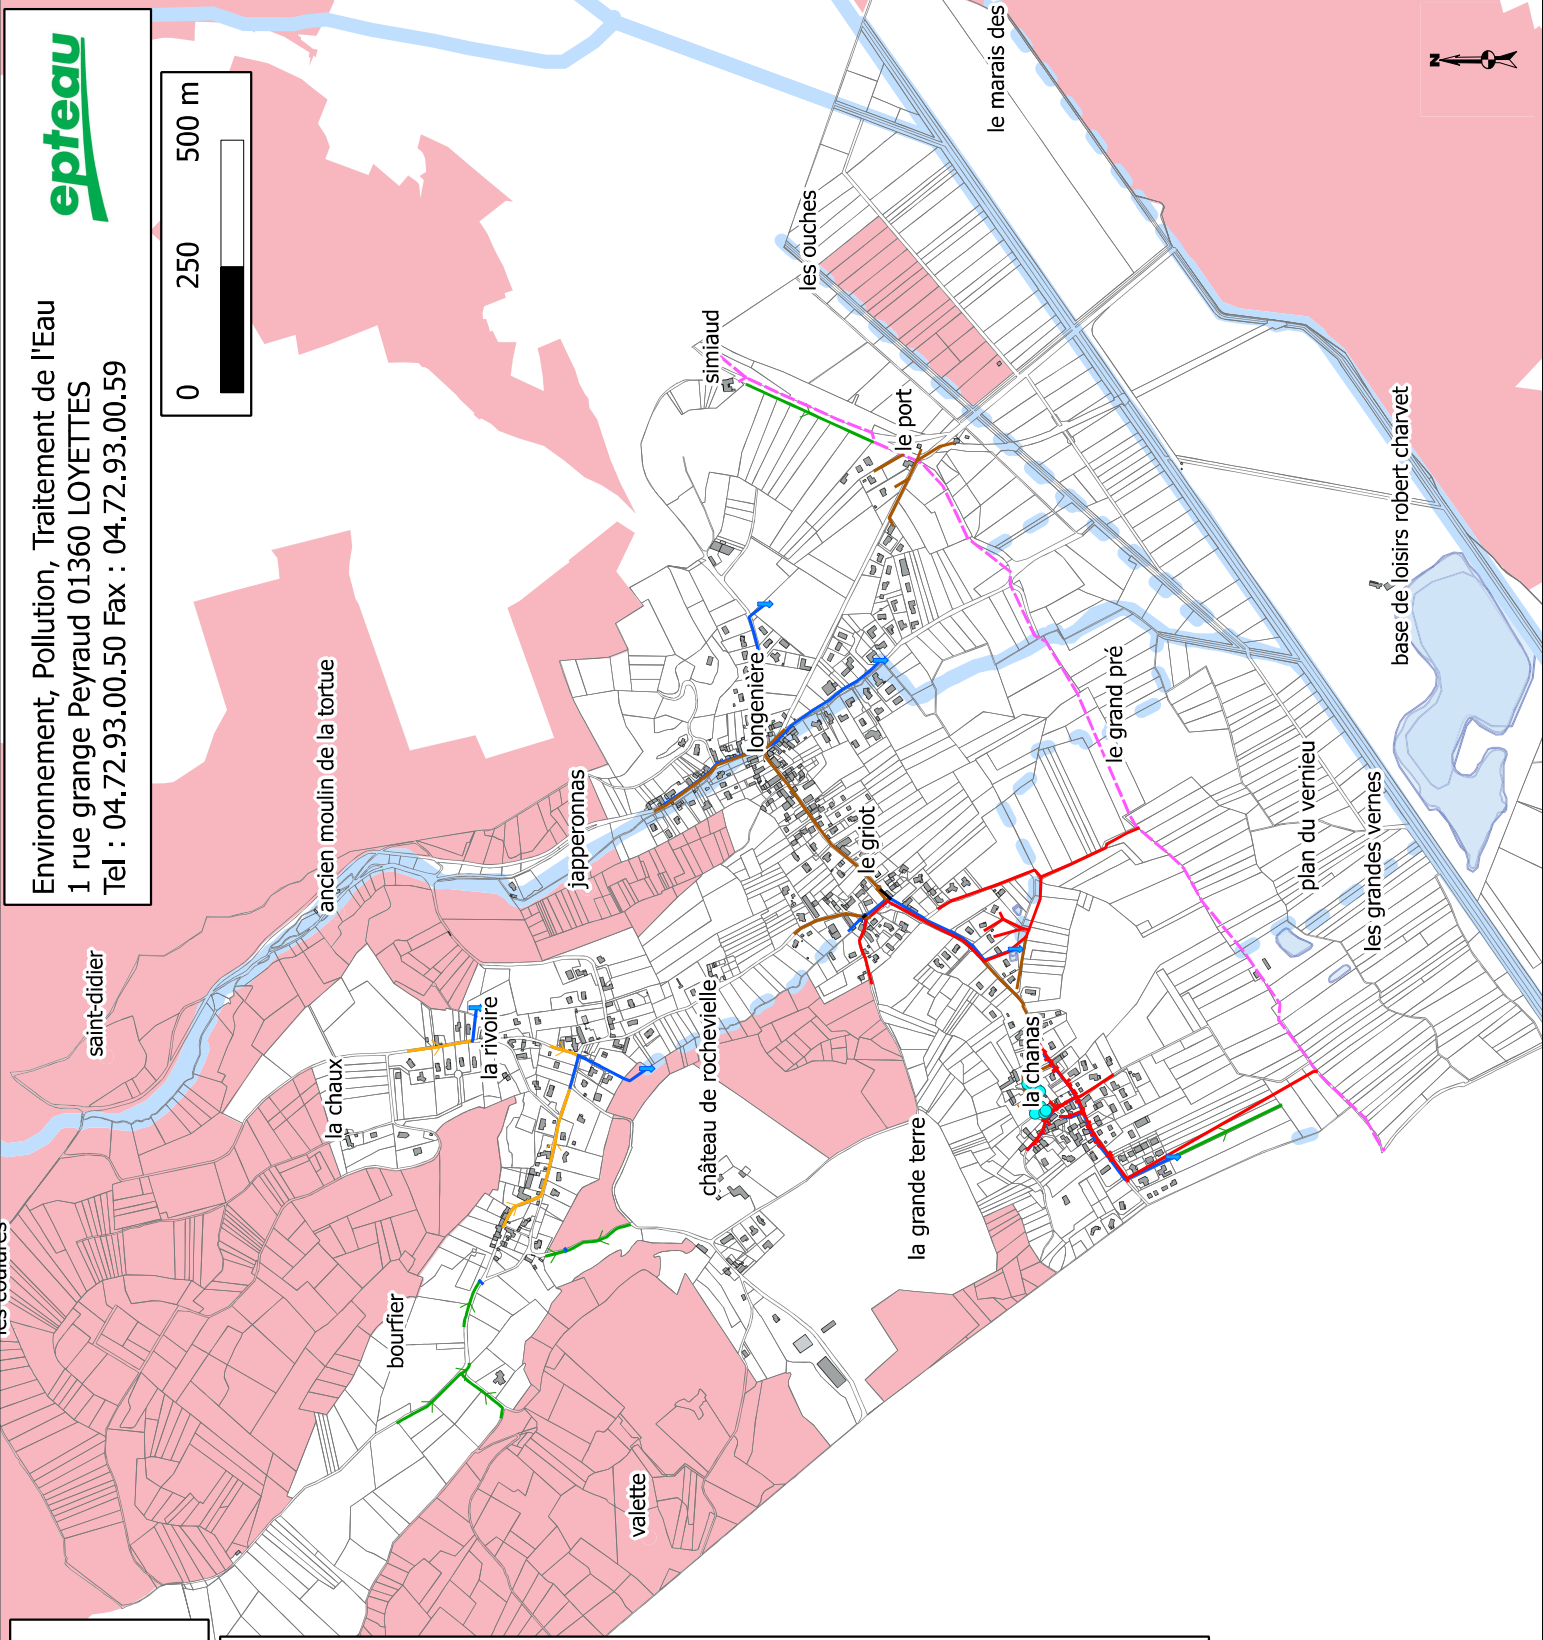 epteau
Environnement, Pollution, Traitement de l'Eau
1 rue grange Peyraud 01360 LOYETTES
Tel : 04.72.93.00.50 Fax : 04.72.93.00.59
0 250 500 m
saint-didier
ancien moulin de la tortue
la chaux
la rivoire
bourfier
japperonnas
valette
château de rochevielle
simiaud
longenière
les ouches
le port
le griot
la grande terre
le marais des
la chanas
le grand pré
plan du vernieu
les grandes vernes
base de loisirs robert charvet
N